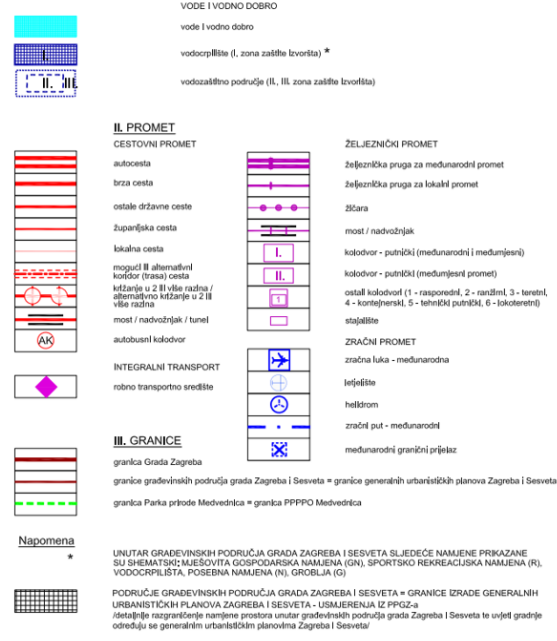 VODE I VODNO DOBRO
vode I vodno dobro
I.
vodocrpilište (I. zona zaštite Izvorišta) *
II. III.
vodozaštitno područje (II., III. zona zaštite Izvorišta)
II. PROMET
CESTOVNI PROMET
autocesta
brza cesta
ostale državne ceste
županijska cesta
lokalna cesta
mogući Ili alternativni
koridor (trasa) cesta
križanje u 2 Ili više razina /
alternativno križanje u 2 Ili
više razina
most / nadvožnjak / tunel
AK
autobusni kolodvor
INTEGRALNI TRANSPORT
robno transportno središte
ŽELJEZNIČKI PROMET
željeznička pruga za međunarodni promet
željeznička pruga za lokalni promet
žičara
most / nadvožnjak
I.
kolodvor - putnički (međunarodni i međumjesni)
II.
kolodvor - putnički (međumjesni promet)
1
ostali kolodvori (1 - rasporedni, 2 - ranžirni, 3 - teretni,
4 - kontejnerski, 5 - tehnički putnički, 6 - lokoteretni)
stajalište
ZRAČNI PROMET
zračna luka - međunarodna
letjelište
helidrom
zračni put - međunarodni
međunarodni granični prijelaz
III. GRANICE
granica Grada Zagreba
granice građevinskih područja grada Zagreba i Sesveta = granice generalnih urbanističkih planova Zagreba i Sesveta
granica Parka prirode Medvednica = granica PPPPO Medvednica
Napomena
*
UNUTAR GRAĐEVINSKIH PODRUČJA GRADA ZAGREBA I SESVETA SLJEDEĆE NAMJENE PRIKAZANE
SU SHEMATSKI: MJEŠOVITA GOSPODARSKA NAMJENA (GN), SPORTSKO REKREACIJSKA NAMJENA (R),
VODOCRPILIŠTA, POSEBNA NAMJENA (N), GROBLJA (G)
PODRUČJE GRAĐEVINSKIH PODRUČJA GRADA ZAGREBA I SESVETA = GRANICE IZRADE GENERALNIH
URBANISTIČKIH PLANOVA ZAGREBA I SESVETA - USMJERENJA IZ PPGZ-a
/detaljnije razgraničenje namjene prostora unutar građevinskih područja grada Zagreba i Sesveta te uvjeti gradnje
određuju se generalnim urbanističkim planovima Zagreba i Sesveta/